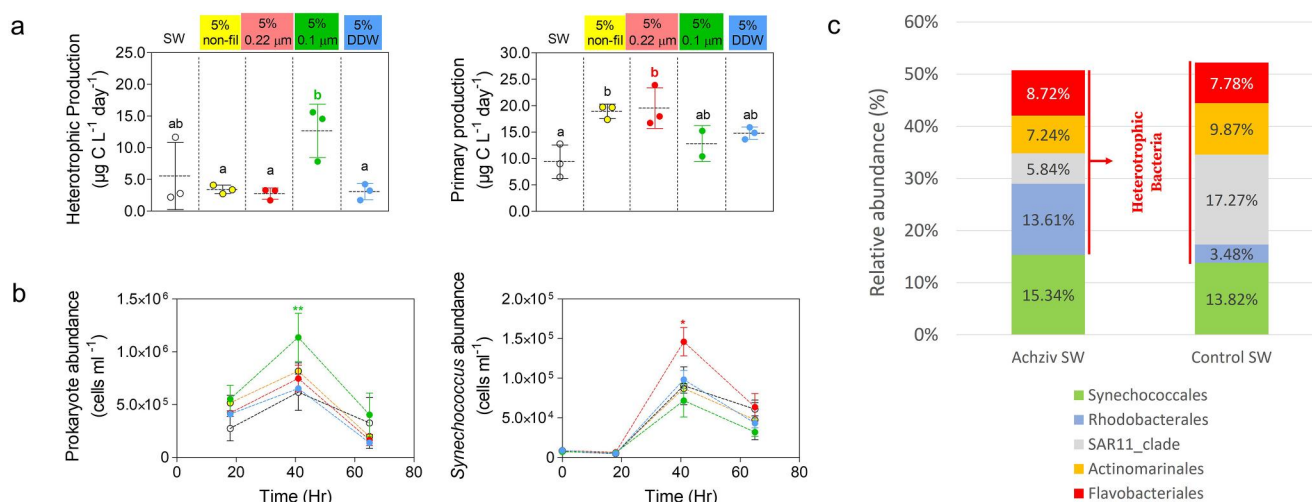 a
SW
5%
non-fil
5%
0.22 µm
5%
0.1 µm
5%
DDW
Heterotrophic Production
(µg C L⁻¹ day⁻¹)
25.0
20.0
15.0
10.0
5.0
0.0
ab
a
a
b
a
SW
5%
non-fil
5%
0.22 µm
5%
0.1 µm
5%
DDW
Primary production
(µg C L⁻¹ day⁻¹)
30.0
25.0
20.0
15.0
10.0
5.0
0.0
a
b
b
ab
ab
b
Prokaryote abundance
(cells ml⁻¹)
1.5×10⁶
1.0×10⁶
5.0×10⁵
0.0
**
0
20
40
60
80
Time (Hr)
Synechococcus abundance
(cells ml⁻¹)
2.0×10⁵
1.5×10⁵
1.0×10⁵
5.0×10⁴
0.0
*
0
20
40
60
80
Time (Hr)
c
Relative abundance (%)
60%
50%
40%
30%
20%
10%
0%
8.72%
7.24%
5.84%
13.61%
15.34%
Heterotrophic
Bacteria
7.78%
9.87%
17.27%
3.48%
13.82%
Achziv SW
Control SW
Synechococcales
Rhodobacterales
SAR11_clade
Actinomarinales
Flavobacteriales